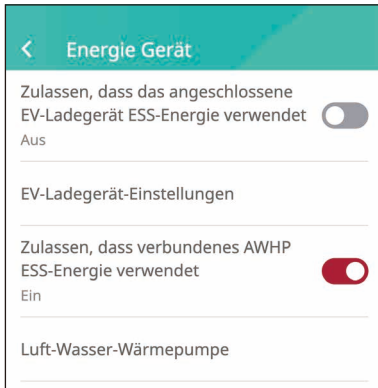 Energie Gerät
Zulassen, dass das angeschlossene
EV-Ladegerät ESS-Energie verwendet
Aus
EV-Ladegerät-Einstellungen
Zulassen, dass verbundenes AWHP
ESS-Energie verwendet
Ein
Luft-Wasser-Wärmepumpe